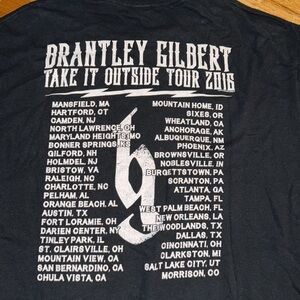 BRANTLEY GILBERT
TAKE IT OUTSIDE TOUR 2016
MANSFIELD, MA
HARTFORD, CT
CAMDEN, NJ
NORTH LAWRENCE, OH
MARYLAND HEIGHTS, MO
BONNER SPRINGS, KS
GILFORD, NH
HOLMDEL, NJ
BRISTOW, VA
RALEIGH, NC
CHARLOTTE, NC
PELHAM, AL
ORANGE BEACH, AL
AUSTIN, TX
FORT LORAMIE, OH
DARIEN CENTER, NY
TINLEY PARK, IL
ST. CLAIRSVILLE, OH
MOUNTAIN VIEW, CA
SAN BERNARDINO, CA
CHULA VISTA, CA
MOUNTAIN HOME, ID
SIXES, OR
WHEATLAND, CA
ANCHORAGE, AK
ALBUQUERQUE, NM
PHOENIX, AZ
BROWNSVILLE, OR
NOBLESVILLE, IN
BURGETTSTOWN, PA
SCRANTON, PA
ATLANTA, GA
TAMPA, FL
WEST PALM BEACH, FL
NEW ORLEANS, LA
THE WOODLANDS, TX
DALLAS, TX
CINCINNATI, OH
CLARKSTON, MI
SALT LAKE CITY, UT
MORRISON, CO